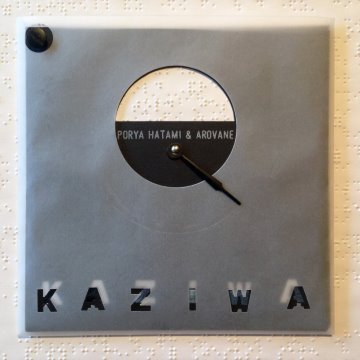 PORYA HATAMI & AROVANE
KAZIWA